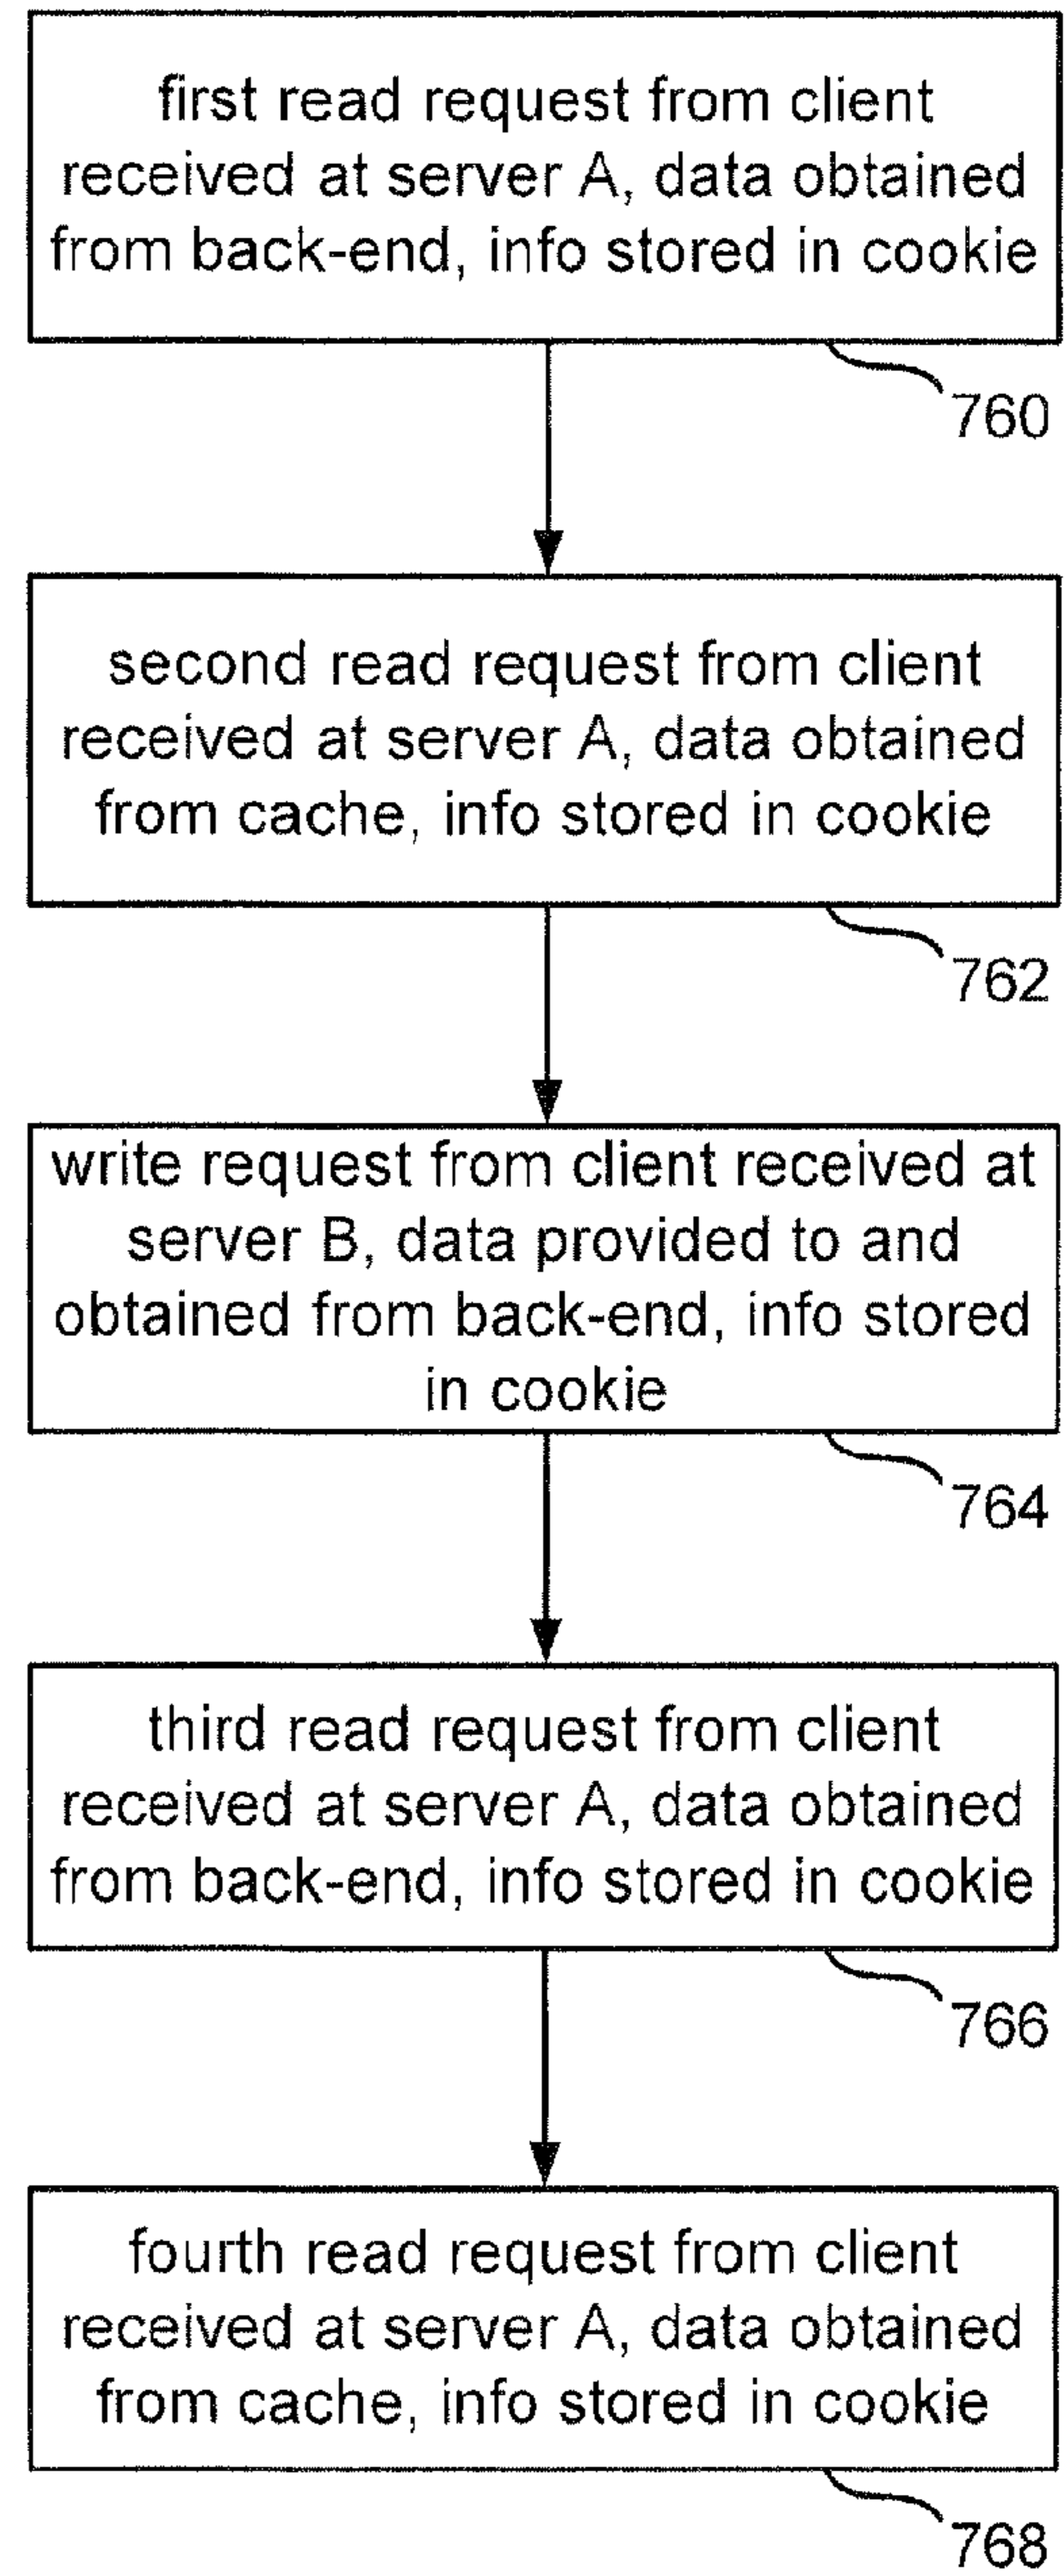 first read request from client
received at server A, data obtained
from back-end, info stored in cookie
760
second read request from client
received at server A, data obtained
from cache, info stored in cookie
762
write request from client received at
server B, data provided to and
obtained from back-end, info stored
in cookie
764
third read request from client
received at server A, data obtained
from back-end, info stored in cookie
766
fourth read request from client
received at server A, data obtained
from cache, info stored in cookie
768